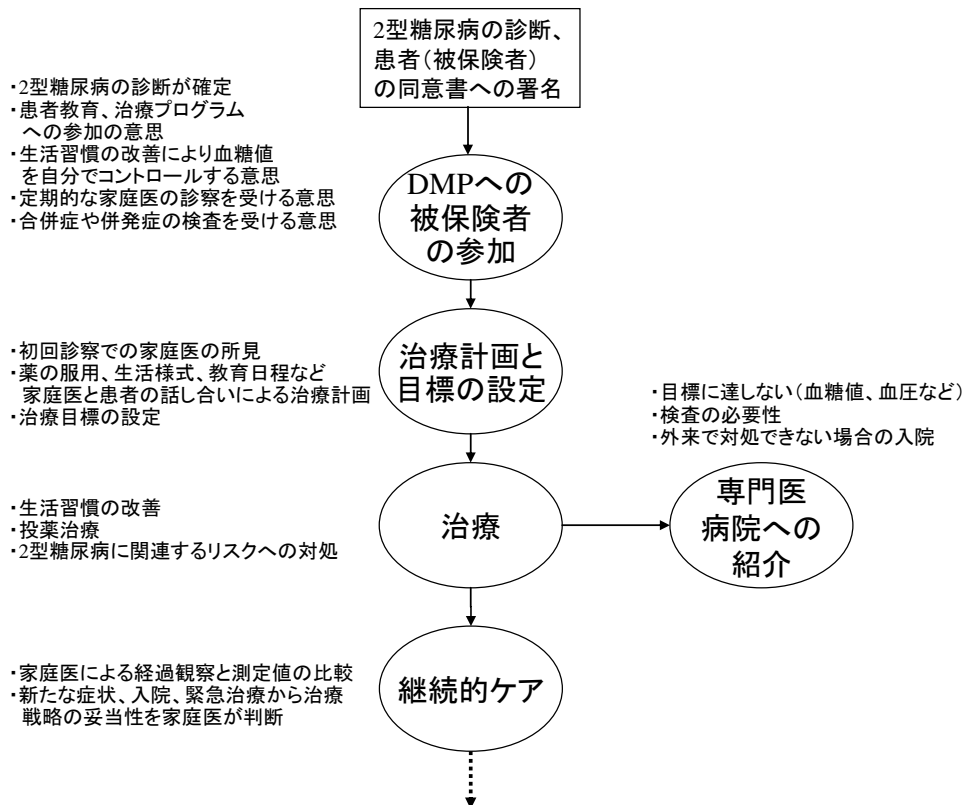 2型糖尿病の診断、
患者(被保険者)
の同意書への署名
・2型糖尿病の診断が確定
・患者教育、治療プログラム
への参加の意思
・生活習慣の改善により血糖値
を自分でコントロールする意思
・定期的な家庭医の診察を受ける意思
・合併症や併発症の検査を受ける意思
DMPへの
被保険者
の参加
・初回診察での家庭医の所見
・薬の服用、生活様式、教育日程など
家庭医と患者の話し合いによる治療計画
・治療目標の設定
治療計画と
目標の設定
・目標に達しない(血糖値、血圧など)
・検査の必要性
・外来で対処できない場合の入院
・生活習慣の改善
・投薬治療
・2型糖尿病に関連するリスクへの対処
治療
専門医
病院への
紹介
・家庭医による経過観察と測定値の比較
・新たな症状、入院、緊急治療から治療
戦略の妥当性を家庭医が判断
継続的ケア